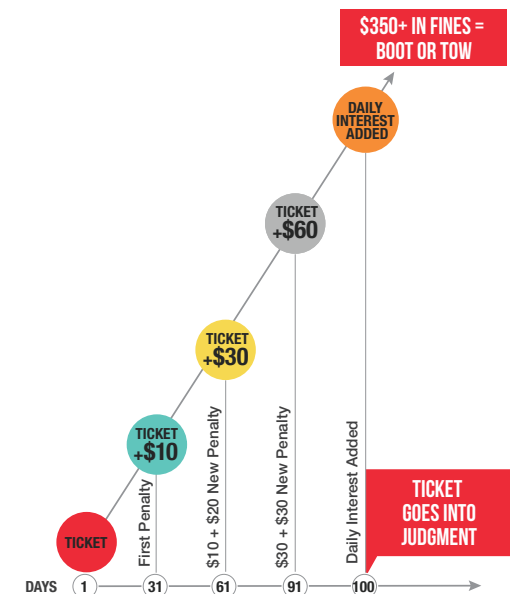 $350+ IN FINES =
BOOT OR TOW
DAILY
INTEREST
ADDED
TICKET
+$60
TICKET
+$30
TICKET
+$10
TICKET
First Penalty
$10 + $20 New Penalty
$30 + $30 New Penalty
Daily Interest Added
TICKET
GOES INTO
JUDGMENT
DAYS 1 31 61 91 100